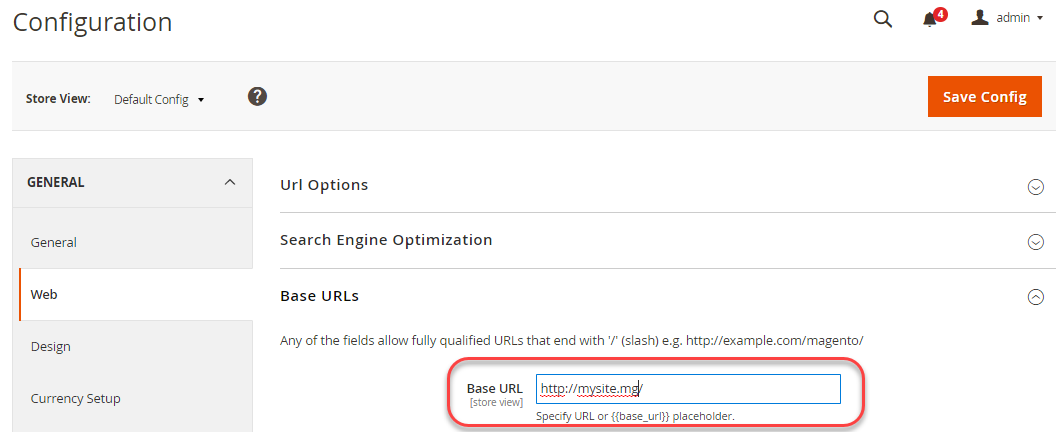 Configuration
4
admin
Store View: Default Config ?
Save Config
GENERAL
General
Web
Design
Currency Setup
Url Options
Search Engine Optimization
Base URLs
Any of the fields allow fully qualified URLs that end with '/' (slash) e.g. http://example.com/magento/
Base URL http://mysite.mg/
[store view]
Specify URL or {{base_url}} placeholder.